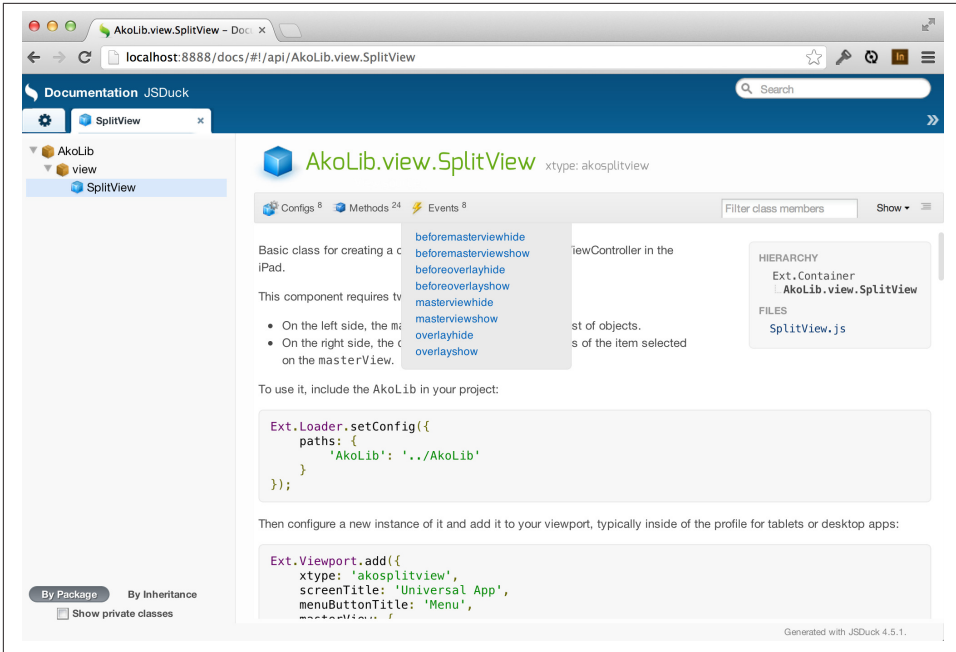 AkoLib.view.SplitView – Doc
localhost:8888/docs/#!/api/AkoLib.view.SplitView
Documentation JSDuck
Search
SplitView
AkoLib
view
SplitView
AkoLib.view.SplitView xtype: akosplitview
Configs 8 Methods 24 Events 8
Filter class members
Show
beforemasterviewhide
beforemasterviewshow
beforeoverlayhide
beforeoverlayshow
masterviewhide
masterviewshow
overlayhide
overlayshow
Basic class for creating a c iewController in the
iPad.
This component requires tw
On the left side, the ma st of objects.
On the right side, the c s of the item selected
on the masterView.
HIERARCHY
Ext.Container
AkoLib.view.SplitView
FILES
SplitView.js
To use it, include the AkoLib in your project:
Ext.Loader.setConfig({
paths: {
'AkoLib': '../AkoLib'
}
});
Then configure a new instance of it and add it to your viewport, typically inside of the profile for tablets or desktop apps:
Ext.Viewport.add({
xtype: 'akosplitview',
screenTitle: 'Universal App',
menuButtonTitle: 'Menu',
masterView: {
By Package By Inheritance
Show private classes
Generated with JSDuck 4.5.1.